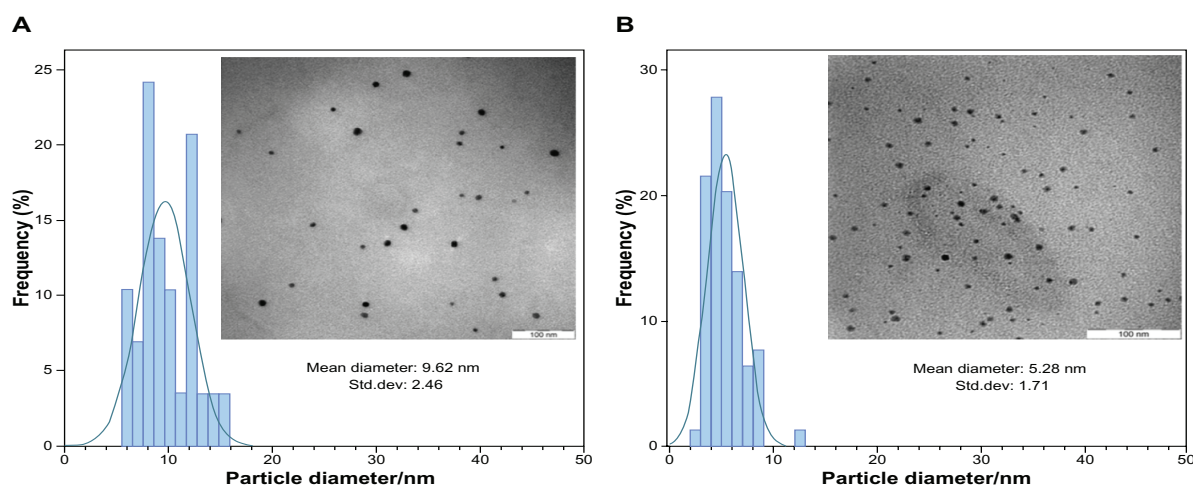 A
B
Frequency (%)
25
20
15
10
5
0
100 nm
Mean diameter: 9.62 nm
Std.dev: 2.46
0 10 20 30 40 50
Particle diameter/nm
Frequency (%)
30
20
10
0
100 nm
Mean diameter: 5.28 nm
Std.dev: 1.71
0 10 20 30 40 50
Particle diameter/nm